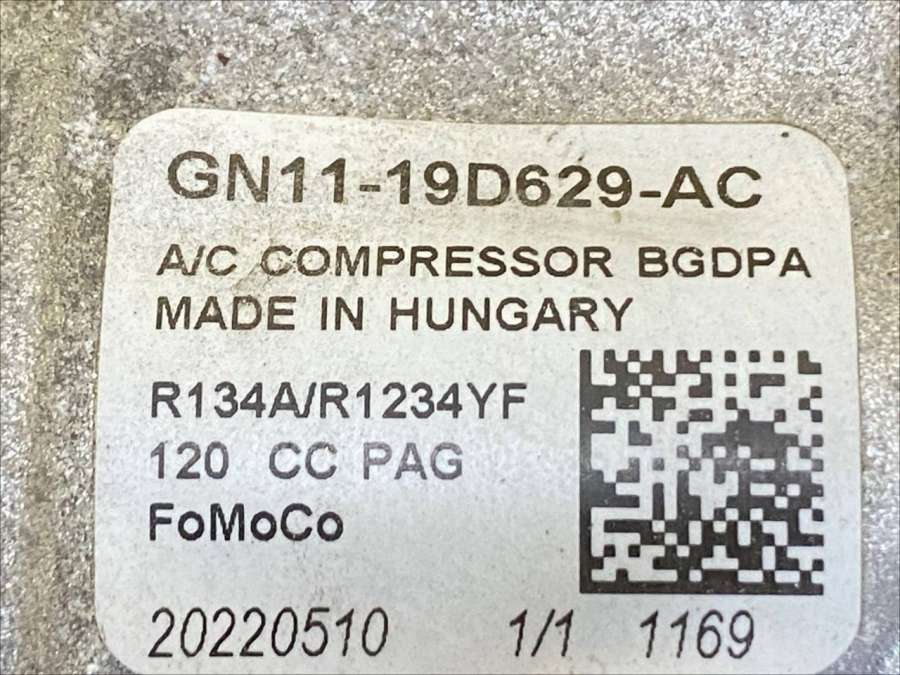 GN11-19D629-AC
A/C COMPRESSOR BGDPA
MADE IN HUNGARY
R134A/R1234YF
120 CC PAG
FoMoCo
20220510 1/1 1169